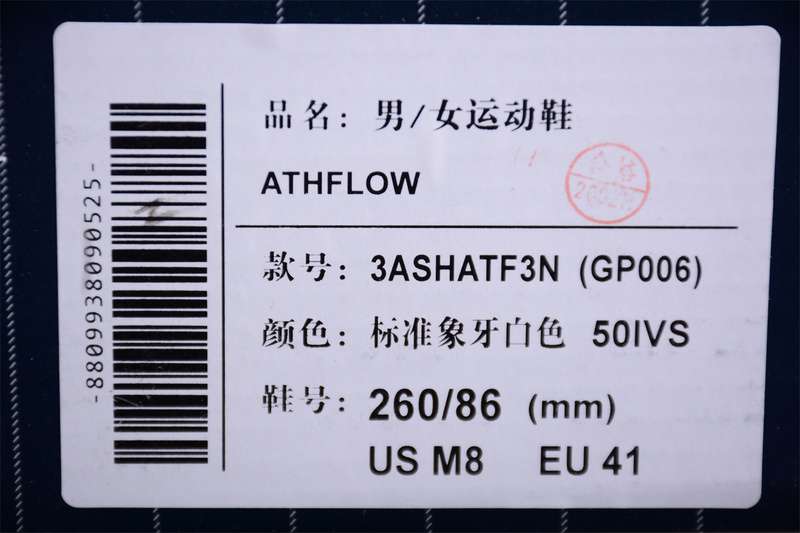 品名: 男/女运动鞋
ATHFLOW
款号: 3ASHATF3N (GP006)
颜色: 标准象牙白色 50IVS
鞋号: 260/86 (mm)
US M8 EU 41
-8809938090525-